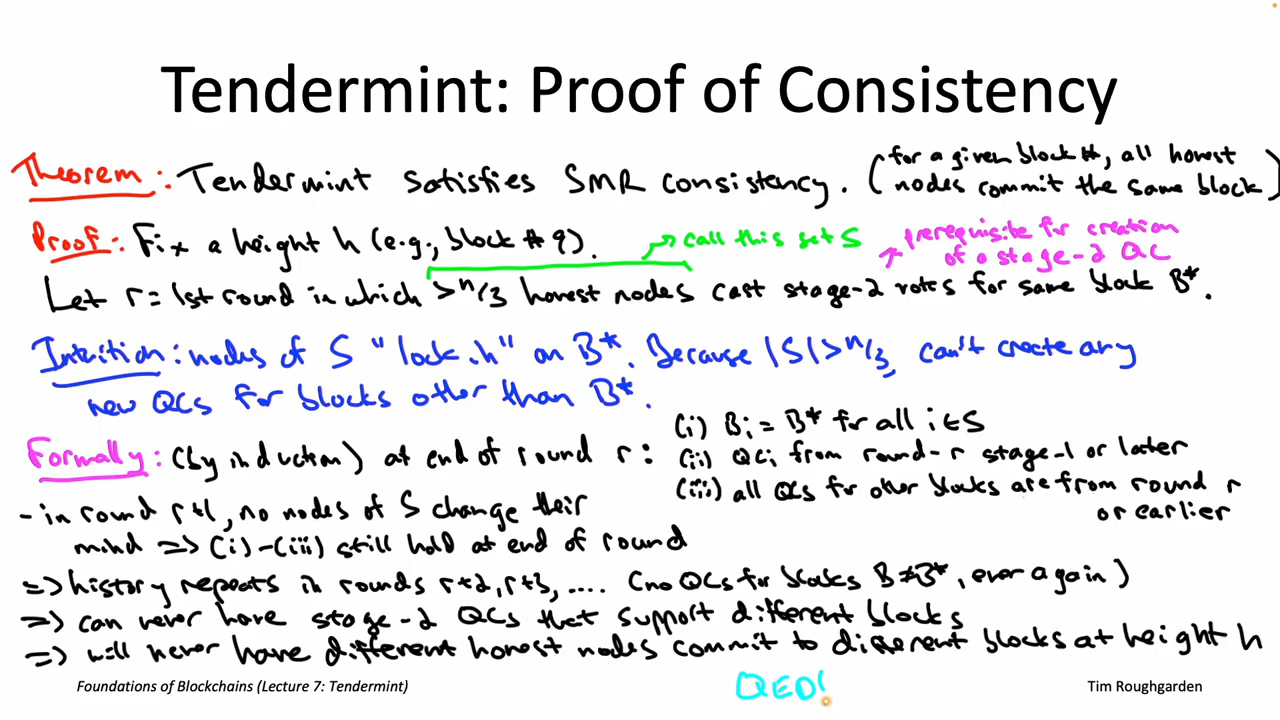 Tendermint: Proof of Consistency
Theorem: Tendermint satisfies SMR consistency. (for a given block #, all honest
nodes commit the same block)
Proof: Fix a height h (e.g., block # 9). → call this set S
prerequisite for creation
of a stage-2 QC
Let r = 1st round in which > n/3 honest nodes cast stage-2 votes for same block B*.
Intuition: nodes of S "lock in" on B*. Because |S| > n/3, can't create any
new QCs for blocks other than B*.
Formally: (by induction) at end of round r:
(i) Bi = B* for all i ∈ S
(ii) QCi from round-r stage-1 or later
(iii) all QCs for other blocks are from round r
or earlier
- in round r+1, no nodes of S change their
mind => (i)-(iii) still hold at end of round
=> history repeats in rounds r+2, r+3, .... (no QCs for blocks B≠B*, ever again)
=> can never have stage-2 QCs that support different blocks
=> will never have different honest nodes commit to different blocks at height h
QED!
Foundations of Blockchains (Lecture 7: Tendermint)
Tim Roughgarden